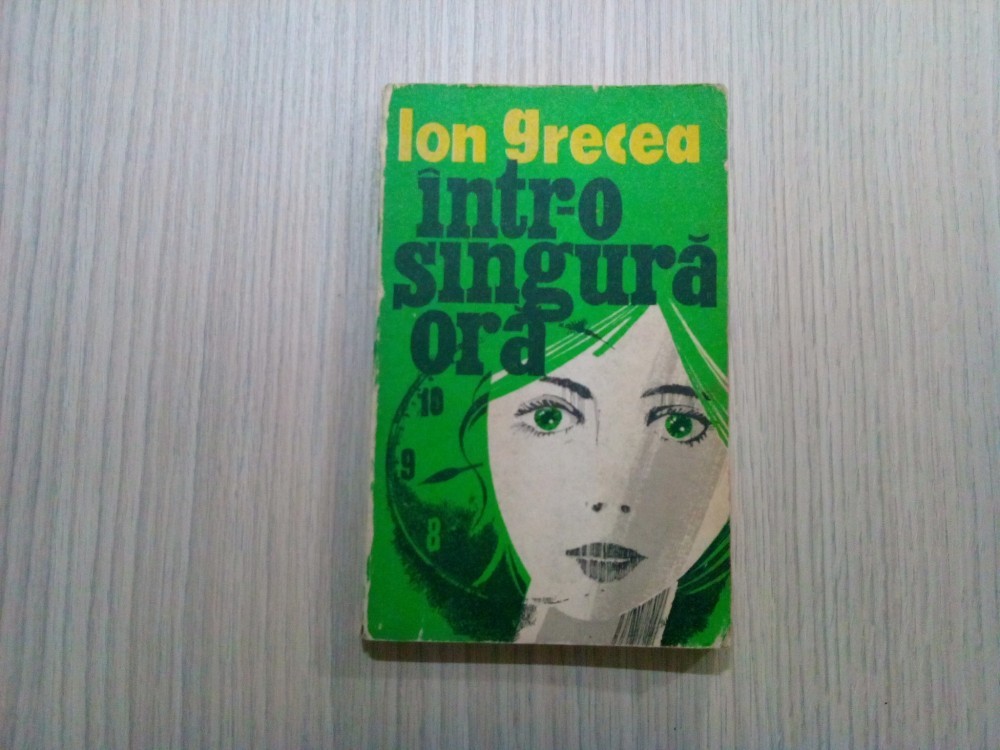 Ion grecea
într-o
singură
oră
10
9
8